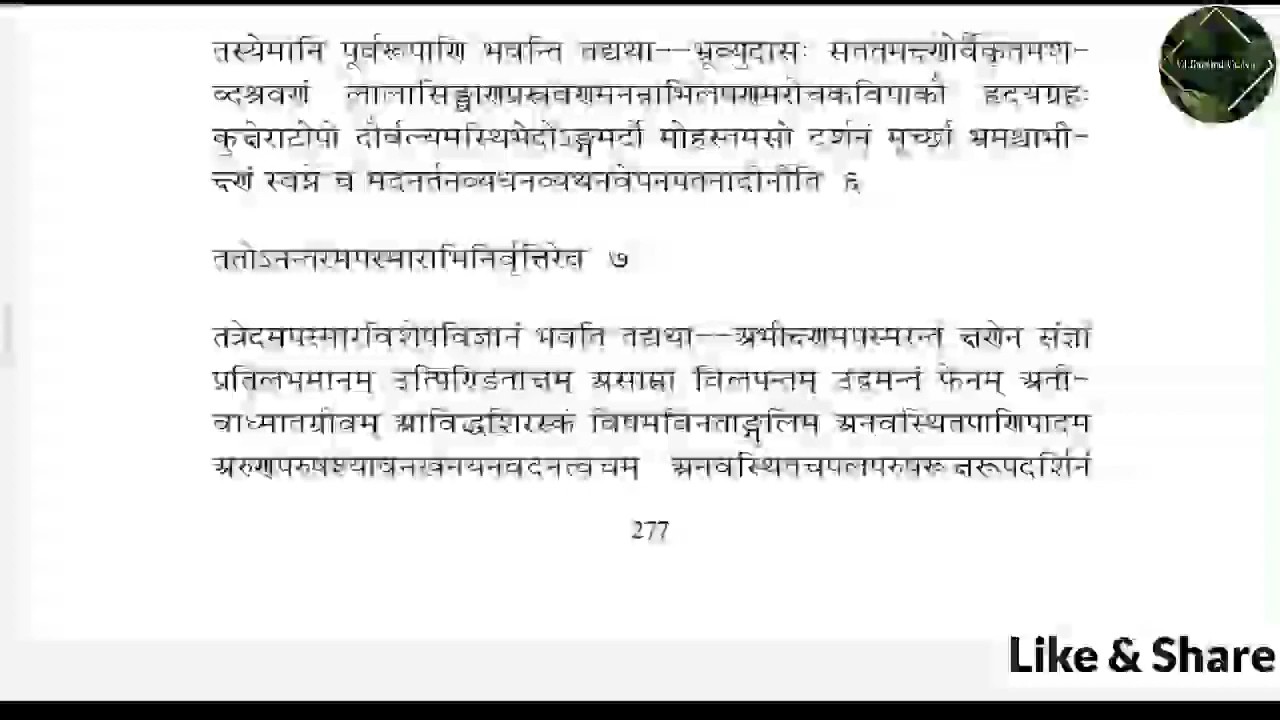 तस्येमानि पूर्वरूपाणि भवन्ति तद्यथा--भ्रूव्युदासः सततमक्ष्णोर्वैकृतमश-
ब्दश्रवणं लालासिङ्घाणप्रस्रवणमनन्नाभिलषणमरोचकाविपाकौ हृदयग्रहः
कुक्षेराटोपो दौर्बल्यमस्थिभेदोऽङ्गमर्दो मोहस्तमसो दर्शनं मूर्च्छा भ्रमश्चाभी-
क्ष्णं स्वप्ने च मदनर्तनव्यधनव्यथनवेपनपतनादीनीति ६
ततोऽनन्तरमपस्माराभिनिर्वृत्तिरेव ७
तत्रेदमपस्मारविशेषविज्ञानं भवति तद्यथा--अभीक्ष्णमपस्मरन्तं क्षणेन संज्ञां
प्रतिलभमानम् उत्पिण्डिताक्षम् असाम्ना विलपन्तम् उद्वमन्तं फेनम् अती-
वाध्मातग्रीवम् आविद्धशिरस्कं विषमविनताङ्गुलिम् अनवस्थितपाणिपादम्
अरुणपरुषश्यावनखनयनवदनत्वचम् अनवस्थितचपलपरुषरूक्षरूपदर्शिनं
277
Like & Share